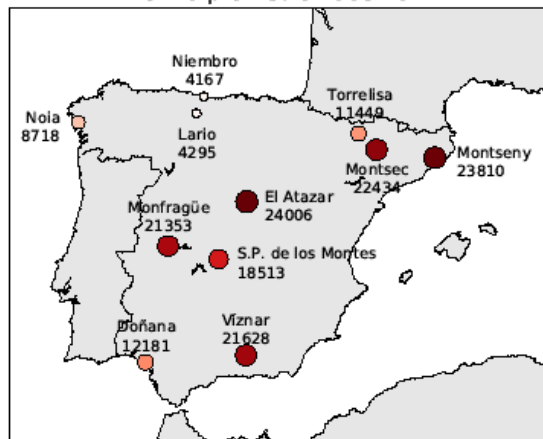 Niembro
4167
Torrelisa
11449
Noia
8718
Lario
4295
Montsec
22434
Montseny
23810
El Atazar
24006
Monfragüe
21353
S.P. de los Montes
18513
Doñana
12181
Víznar
21628